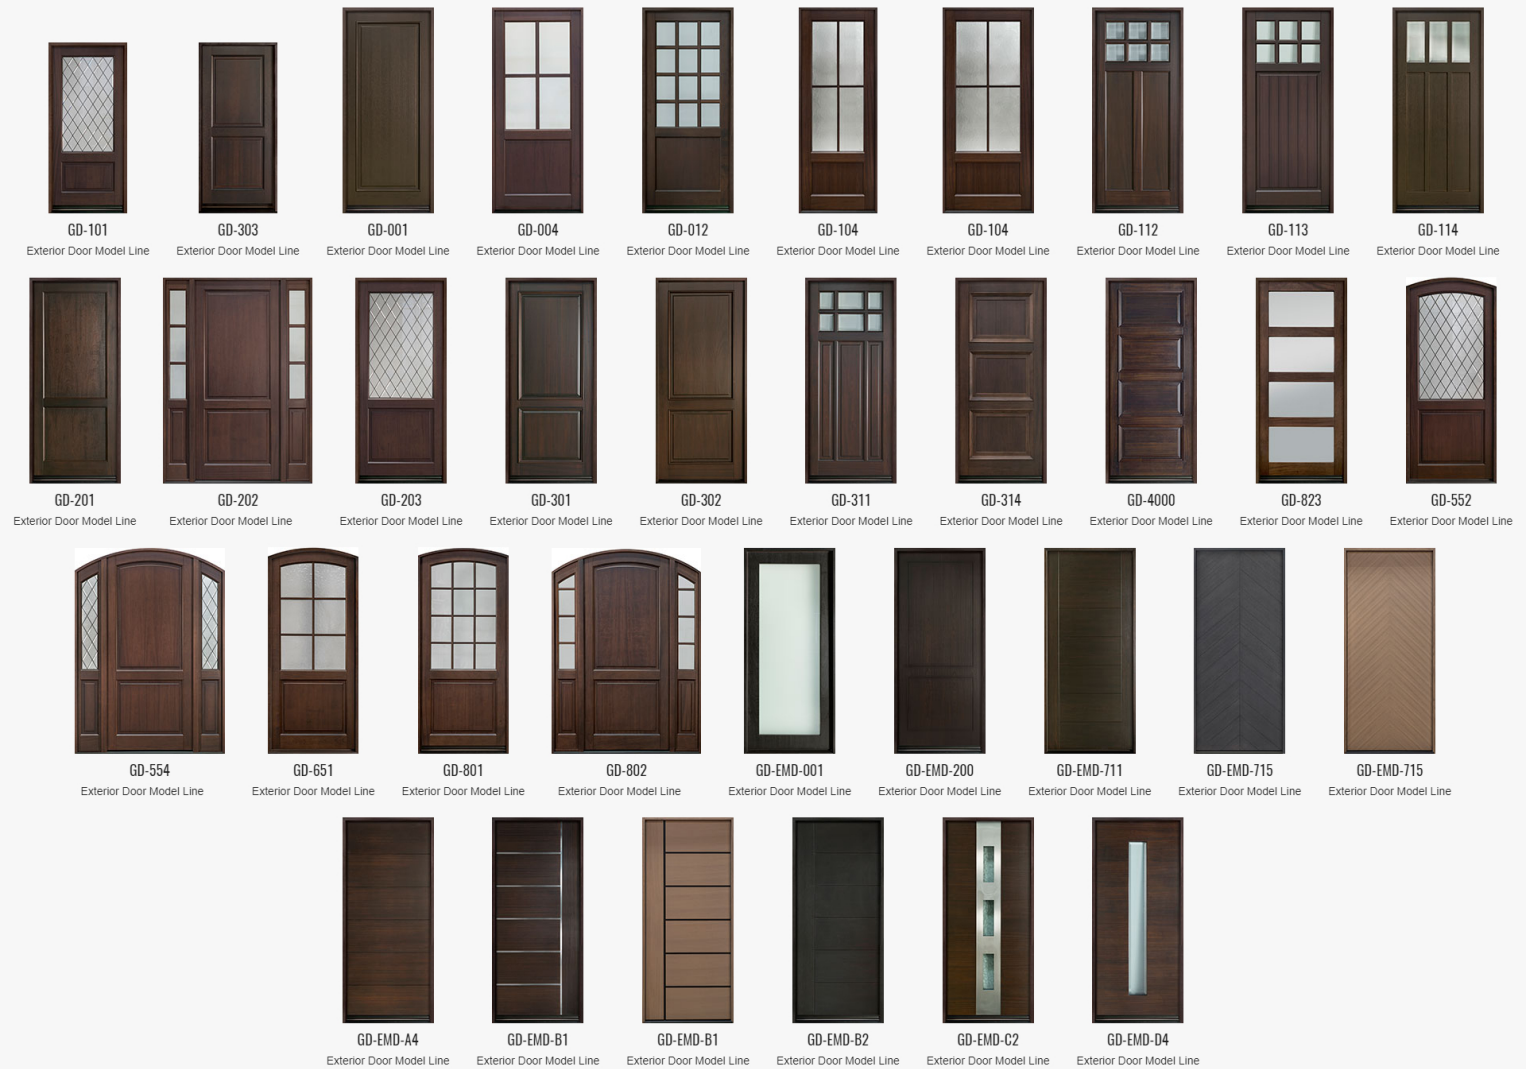 GD-101 GD-303 GD-001 GD-004 GD-012 GD-104 GD-104 GD-112 GD-113 GD-114
Exterior Door Model Line Exterior Door Model Line Exterior Door Model Line Exterior Door Model Line Exterior Door Model Line Exterior Door Model Line Exterior Door Model Line Exterior Door Model Line Exterior Door Model Line Exterior Door Model Line
GD-201 GD-202 GD-203 GD-301 GD-302 GD-311 GD-314 GD-4000 GD-823 GD-552
Exterior Door Model Line Exterior Door Model Line Exterior Door Model Line Exterior Door Model Line Exterior Door Model Line Exterior Door Model Line Exterior Door Model Line Exterior Door Model Line Exterior Door Model Line Exterior Door Model Line
GD-554 GD-651 GD-801 GD-802 GD-EMD-001 GD-EMD-200 GD-EMD-711 GD-EMD-715 GD-EMD-715
Exterior Door Model Line Exterior Door Model Line Exterior Door Model Line Exterior Door Model Line Exterior Door Model Line Exterior Door Model Line Exterior Door Model Line Exterior Door Model Line Exterior Door Model Line
GD-EMD-A4 GD-EMD-B1 GD-EMD-B1 GD-EMD-B2 GD-EMD-C2 GD-EMD-D4
Exterior Door Model Line Exterior Door Model Line Exterior Door Model Line Exterior Door Model Line Exterior Door Model Line Exterior Door Model Line